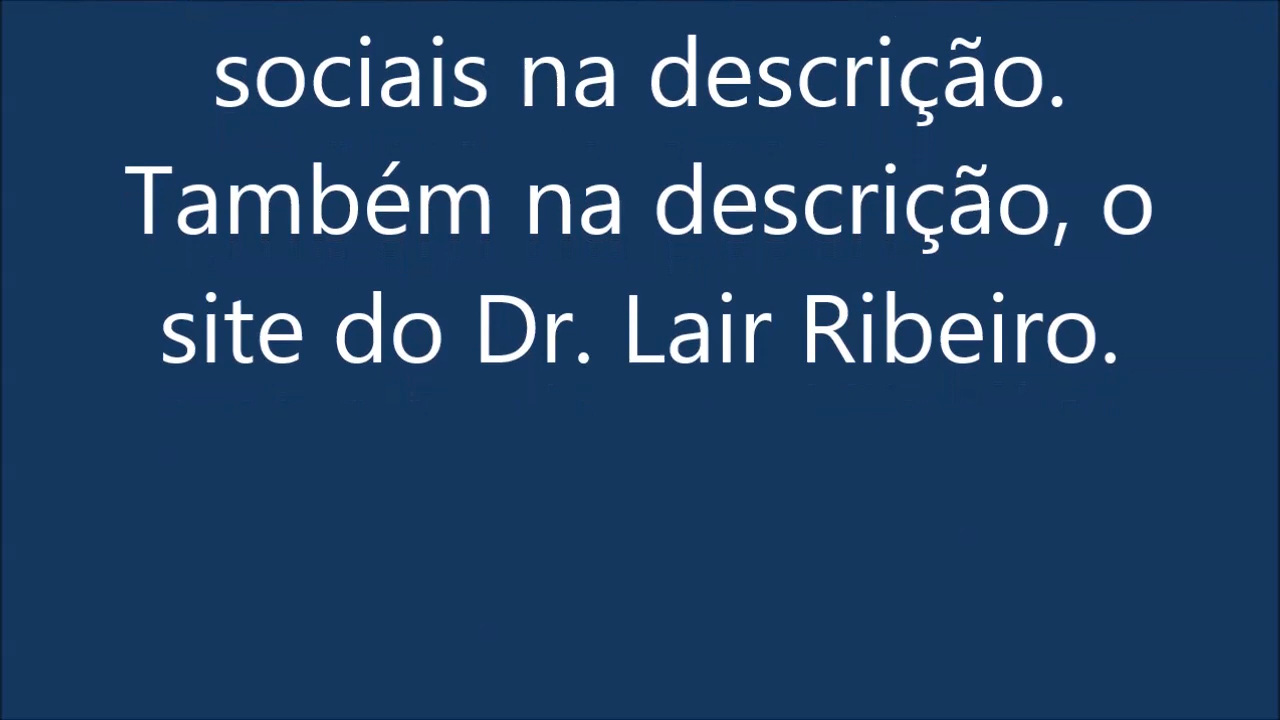 sociais na descrição.
Também na descrição, o
site do Dr. Lair Ribeiro.